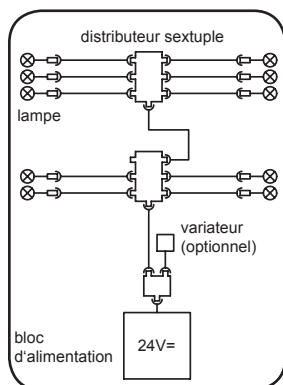 distributeur sextuple
lampe
variateur
(optionnel)
bloc
d'alimentation
24V=